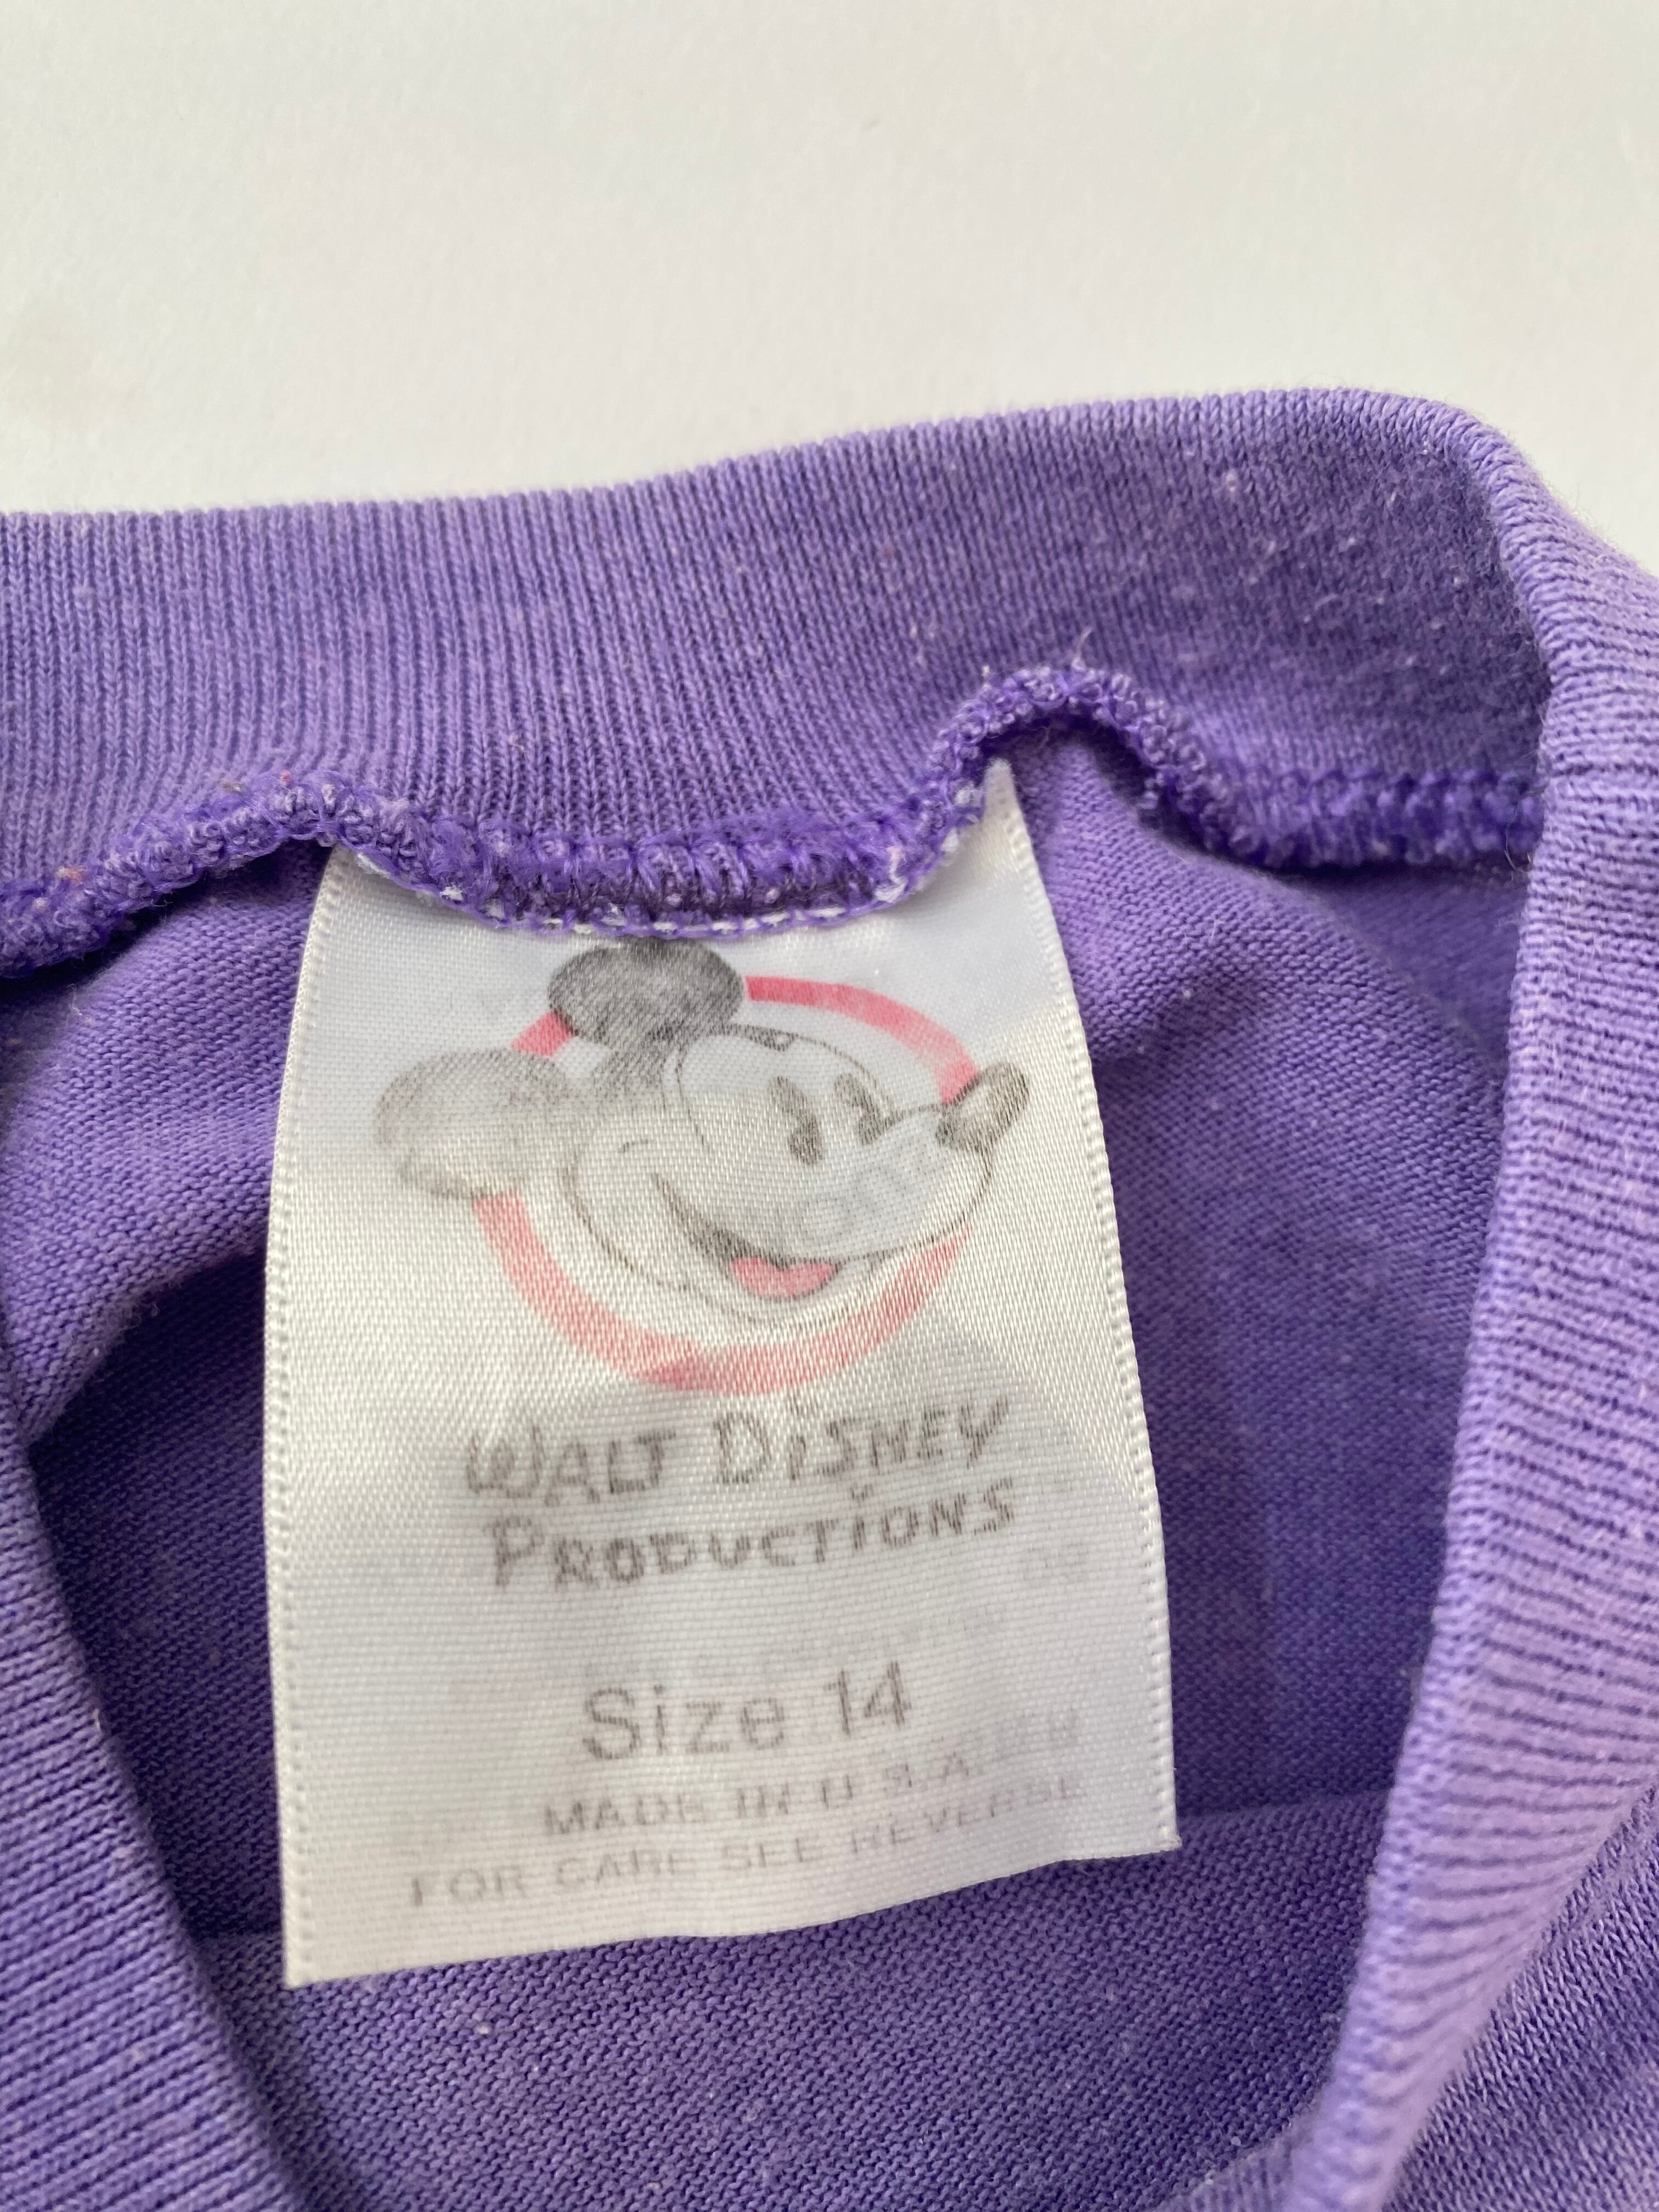 WALT DiSNEY
PRODUCTiONS
Size 14
MADE IN U.S.A.
FOR CARE SEE REVERSE